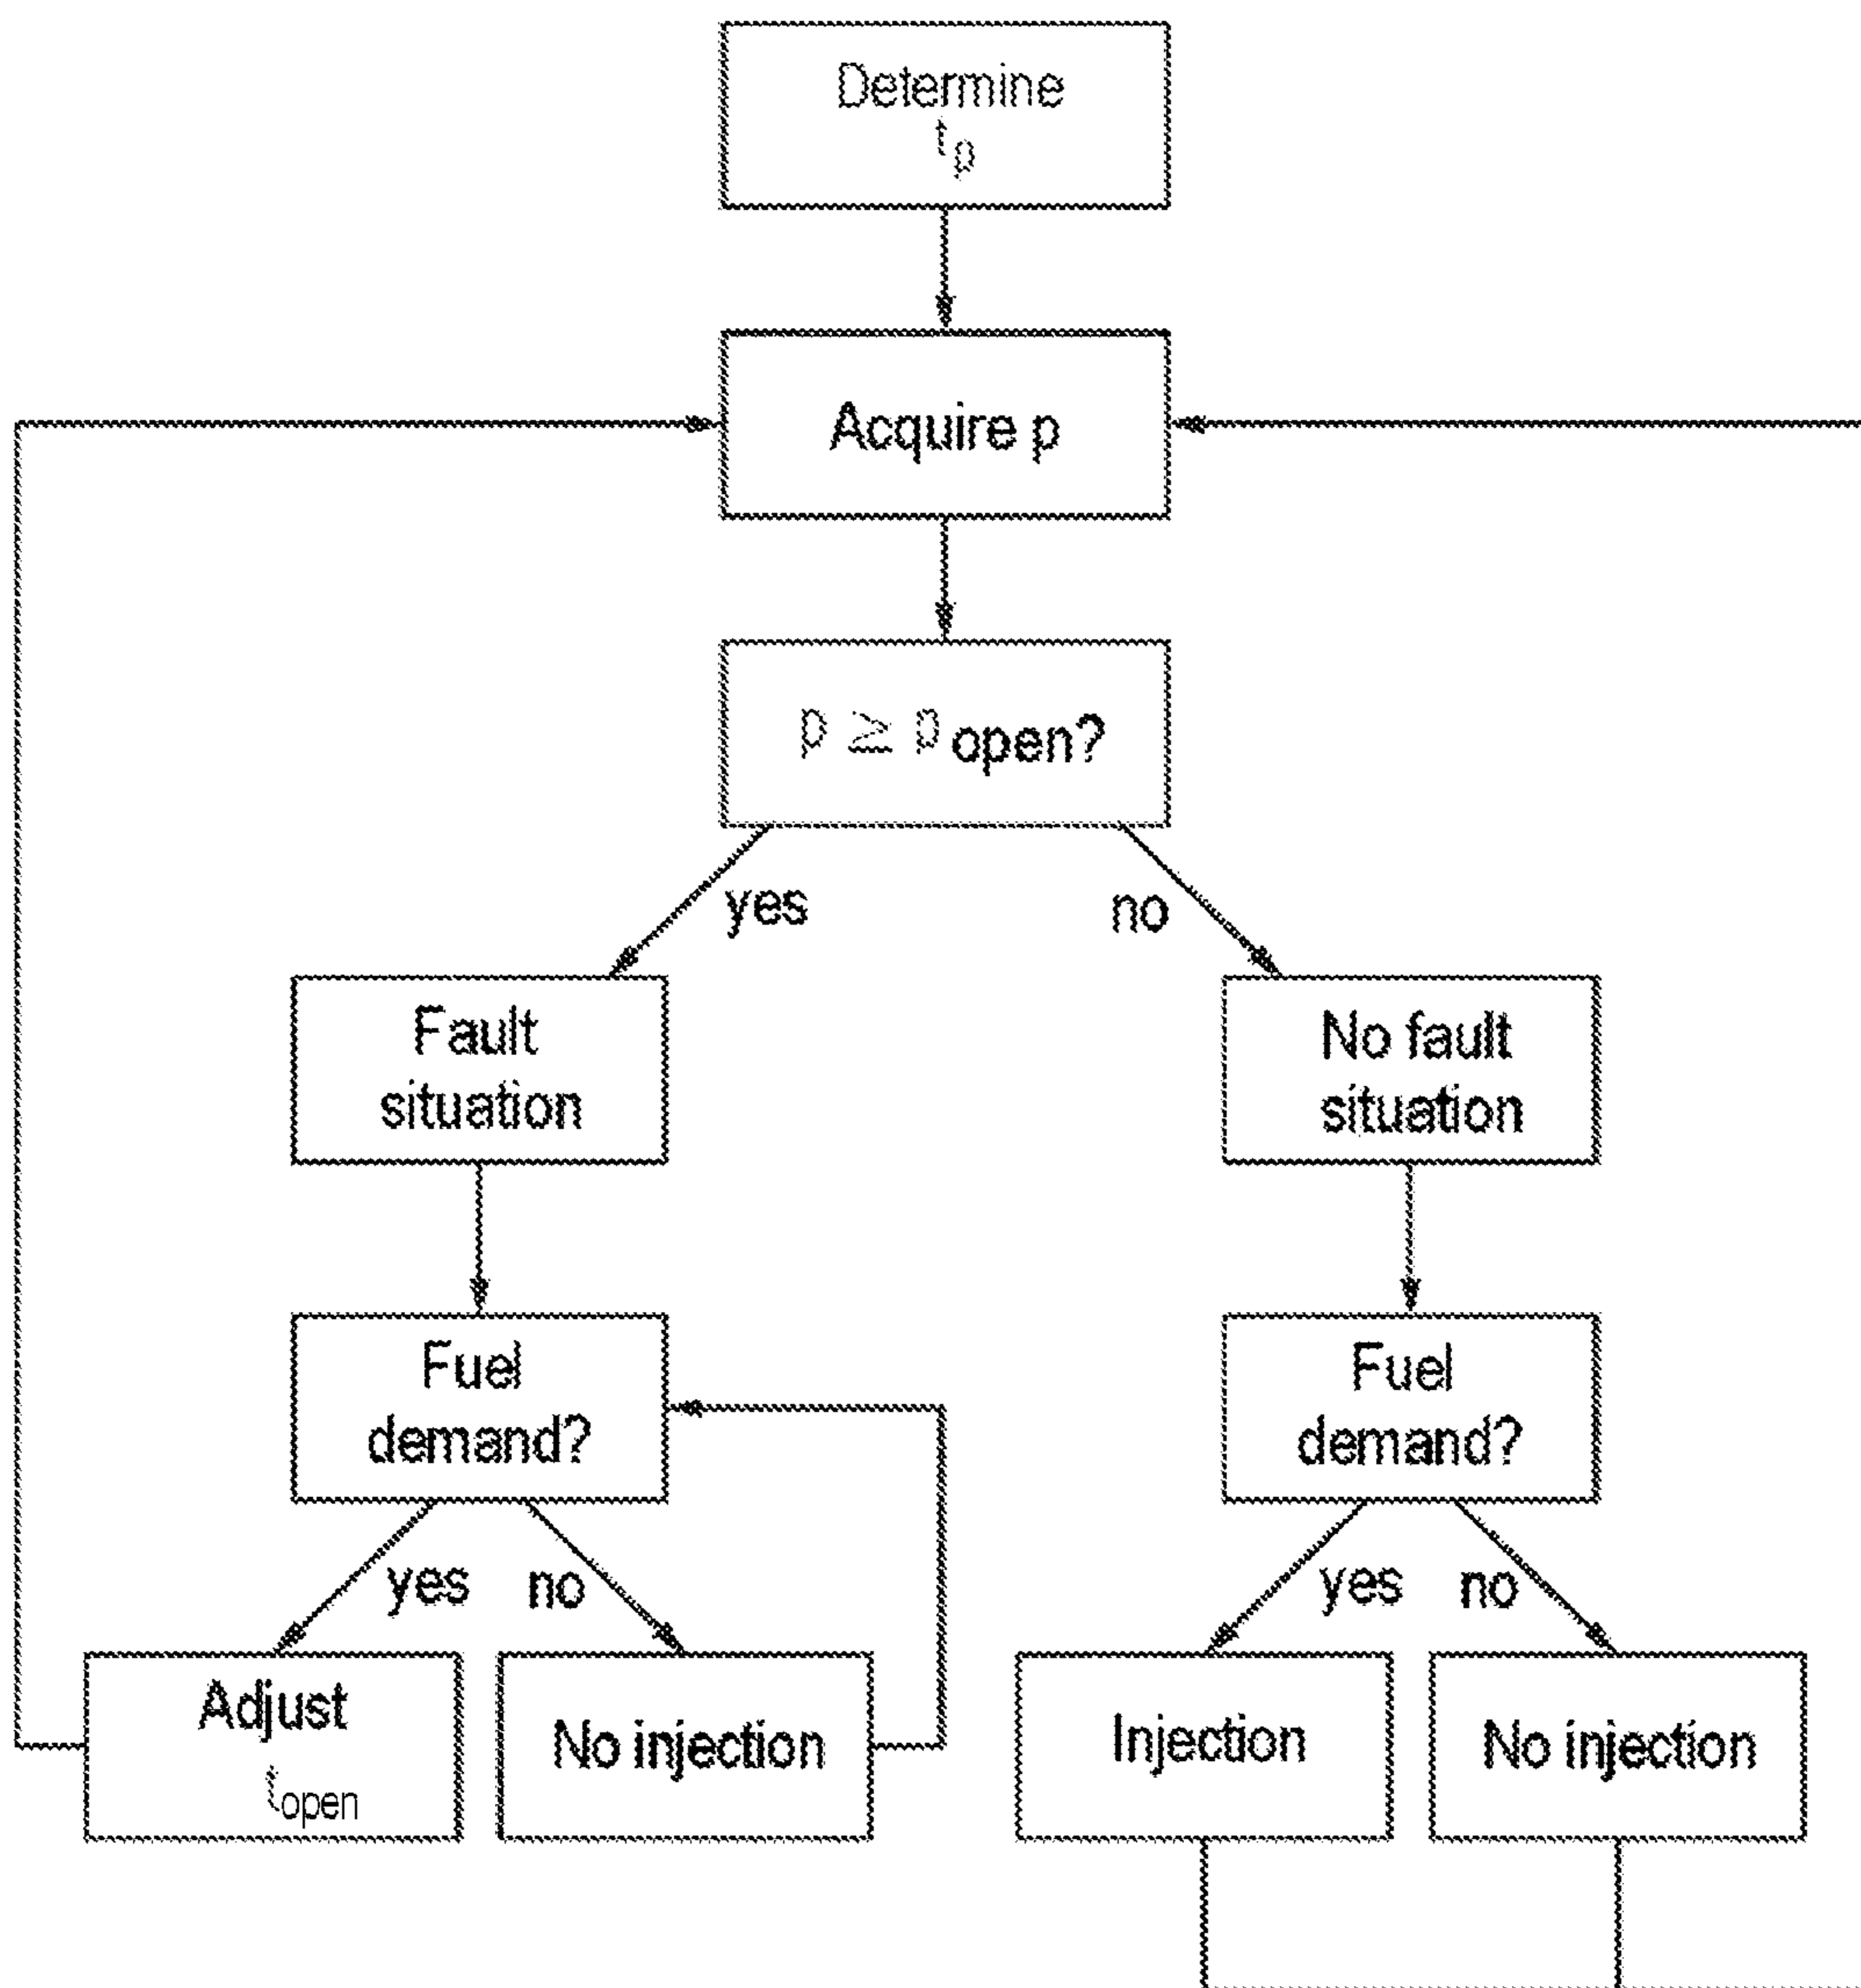 Determine
tp
Acquire p
p ≥ p open?
yes no
Fault
situation
No fault
situation
Fuel
demand?
Fuel
demand?
yes no
yes no
Adjust
topen
No injection
Injection
No injection